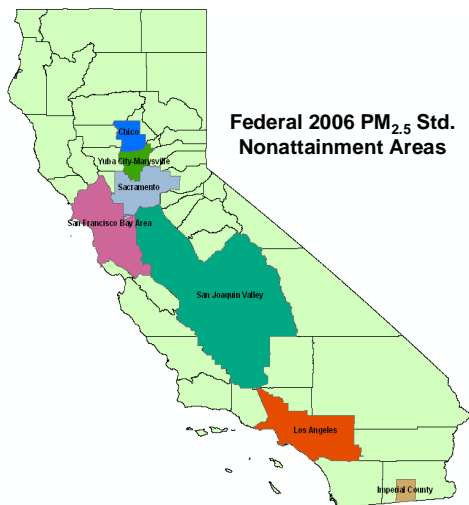 Federal 2006 PM2.5 Std.
Nonattainment Areas
Chico
Yuba City-Marysville
Sacramento
San Francisco Bay Area
San Joaquin Valley
Los Angeles
Imperial County